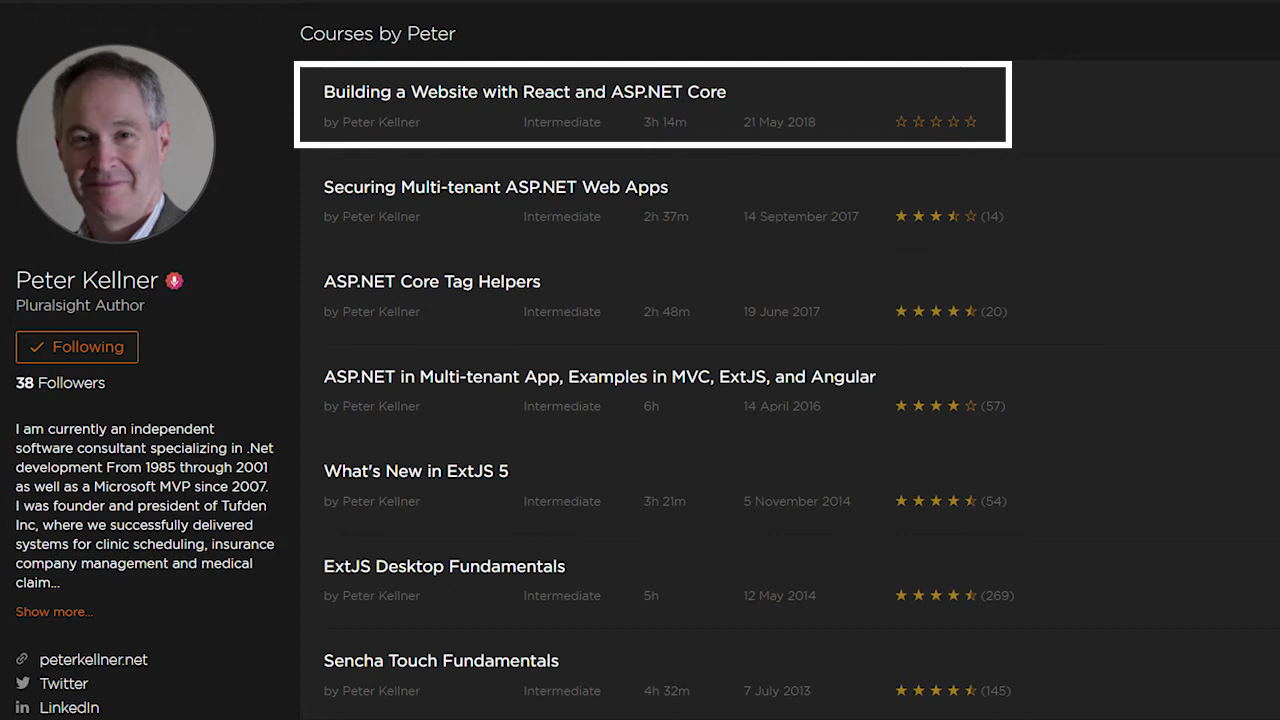 Courses by Peter
Building a Website with React and ASP.NET Core
by Peter Kellner Intermediate 3h 14m 21 May 2018
Securing Multi-tenant ASP.NET Web Apps
by Peter Kellner Intermediate 2h 37m 14 September 2017 (14)
ASP.NET Core Tag Helpers
by Peter Kellner Intermediate 2h 48m 19 June 2017 (20)
ASP.NET in Multi-tenant App, Examples in MVC, ExtJS, and Angular
by Peter Kellner Intermediate 6h 14 April 2016 (57)
What's New in ExtJS 5
by Peter Kellner Intermediate 3h 21m 5 November 2014 (54)
ExtJS Desktop Fundamentals
by Peter Kellner Intermediate 5h 12 May 2014 (269)
Sencha Touch Fundamentals
by Peter Kellner Intermediate 4h 32m 7 July 2013 (145)
Peter Kellner
Pluralsight Author
Following
38 Followers
I am currently an independent
software consultant specializing in .Net
development From 1985 through 2001
as well as a Microsoft MVP since 2007.
I was founder and president of Tufden
Inc, where we successfully delivered
systems for clinic scheduling, insurance
company management and medical
claim...
Show more...
peterkellner.net
Twitter
LinkedIn